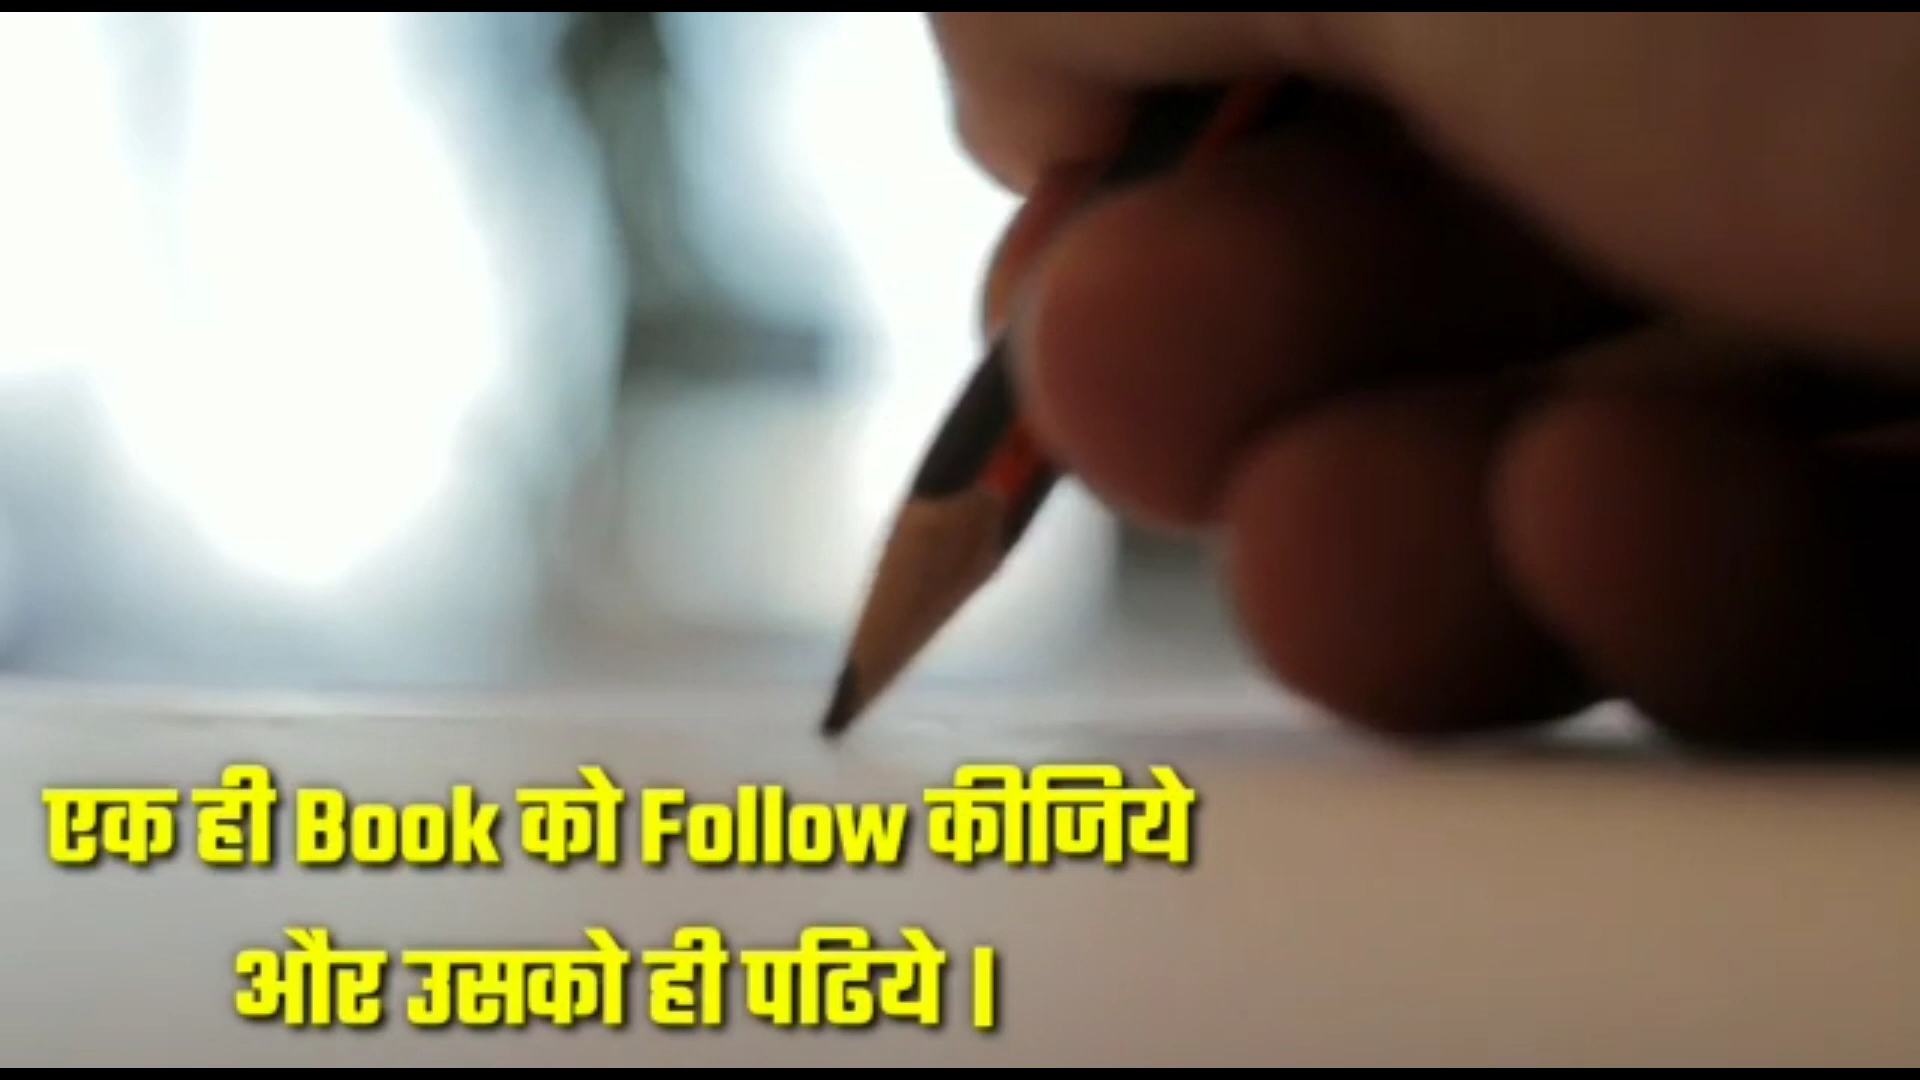 एक ही Book को Follow कीजिये
और उसको ही पढिये ।